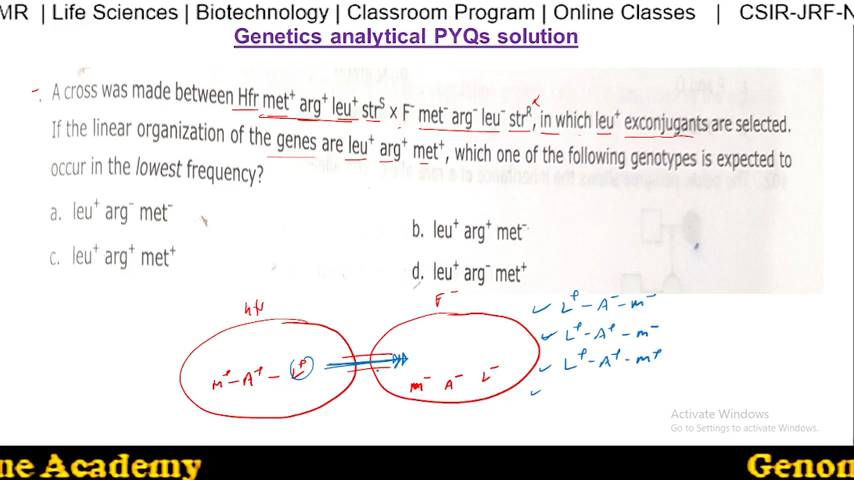 MR | Life Sciences | Biotechnology | Classroom Program | Online Classes | CSIR-JRF-N
Genetics analytical PYQs solution
A cross was made between Hfr met⁺ arg⁺ leu⁺ strˢ x F⁻ met⁻ arg⁻ leu⁻ strᴿ, in which leu⁺ exconjugants are selected.
If the linear organization of the genes are leu⁺ arg⁺ met⁺, which one of the following genotypes is expected to
occur in the lowest frequency?
a. leu⁺ arg⁻ met⁻
b. leu⁺ arg⁺ met⁻
c. leu⁺ arg⁺ met⁺
d. leu⁺ arg⁻ met⁺
hfr
F⁻
✓ L⁺ - A⁻ - m⁻
✓ L⁺ - A⁺ - m⁻
✓ L⁺ - A⁺ - m⁺
✓
m⁺ - A⁺ - L⁺
m⁻ A⁻ L⁻
Activate Windows
Go to Settings to activate Windows.
ne Academy
Genom